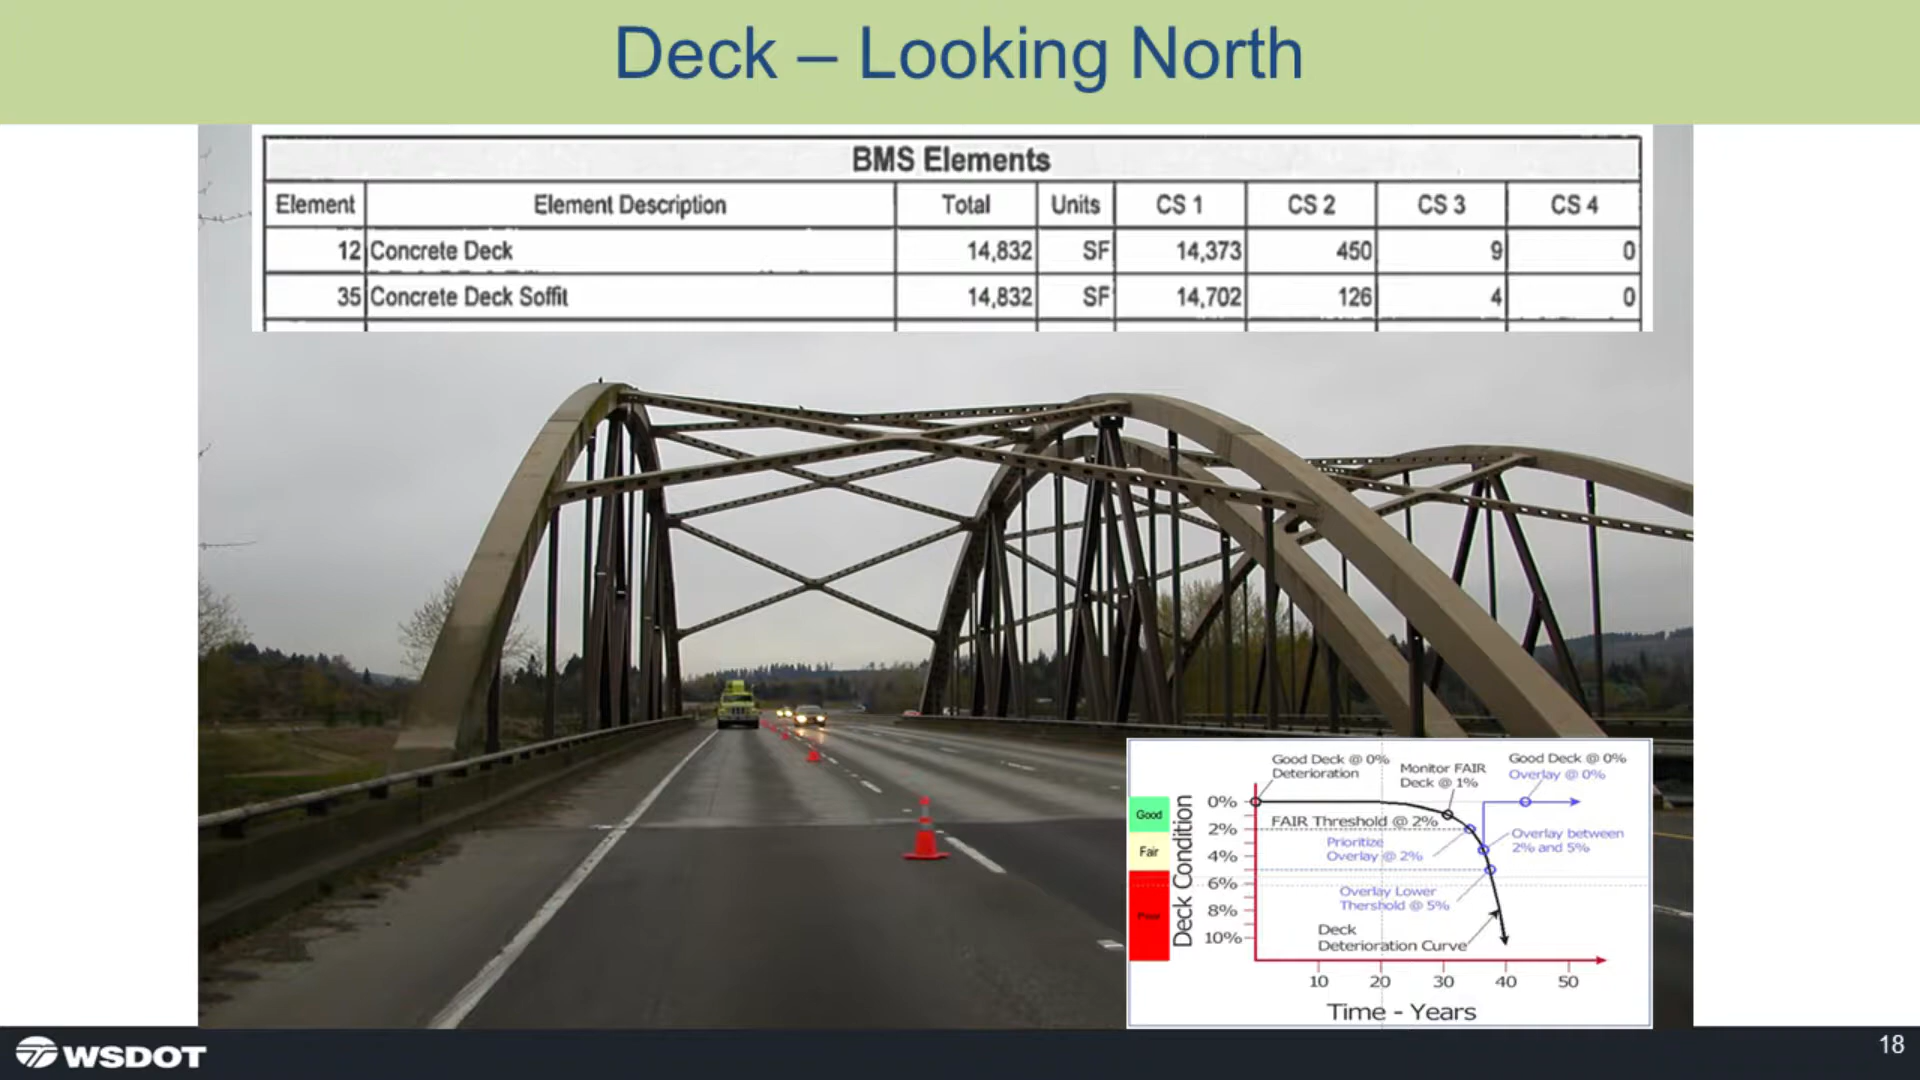 Deck – Looking North
BMS Elements
Element Element Description Total Units CS 1 CS 2 CS 3 CS 4
12 Concrete Deck 14,832 SF 14,373 450 9 0
35 Concrete Deck Soffit 14,832 SF 14,702 126 4 0
Good Deck @ 0%
Deterioration
Monitor FAIR
Deck @ 1%
Good Deck @ 0%
Overlay @ 0%
Good
Fair
Poor
Deck Condition
0%
2%
4%
6%
8%
10%
FAIR Threshold @ 2%
Prioritize
Overlay @ 2%
Overlay between
2% and 5%
Overlay Lower
Thershold @ 5%
Deck
Deterioration Curve
10 20 30 40 50
Time - Years
WSDOT
18